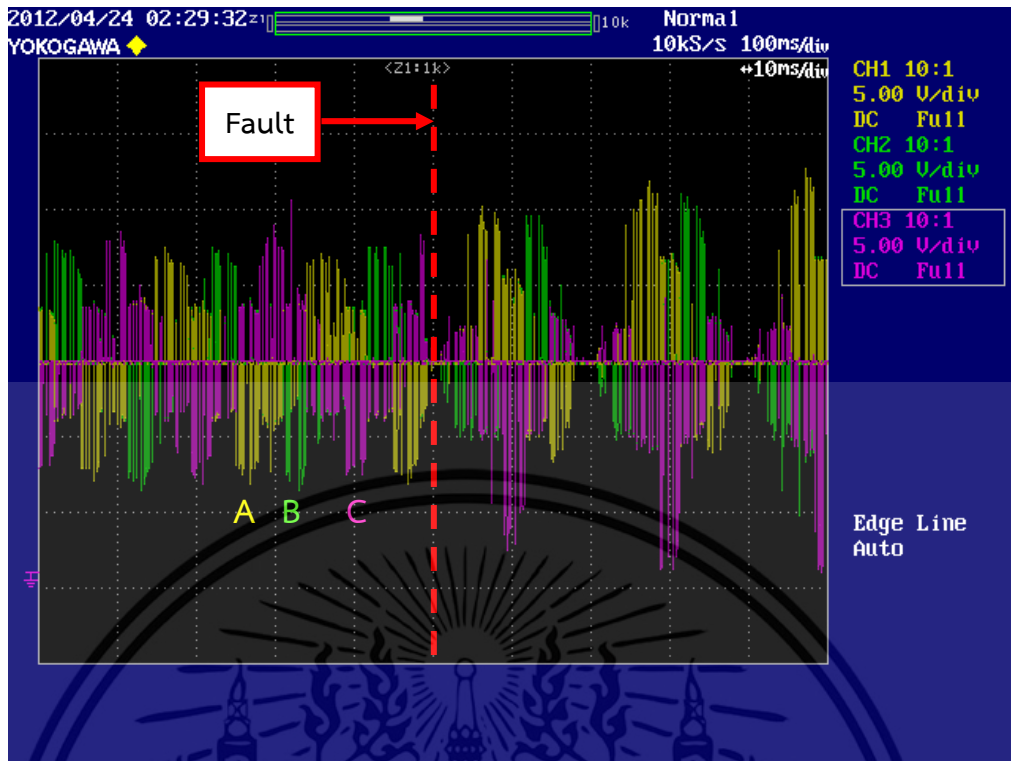 2012/04/24 02:29:32 Z1 10k Normal
YOKOGAWA 10kS/s 100ms/div
<Z1:1k> ↔10ms/div
CH1 10:1
5.00 V/div
DC Full
CH2 10:1
5.00 V/div
DC Full
CH3 10:1
5.00 V/div
DC Full
Fault
A B C
Edge Line
Auto